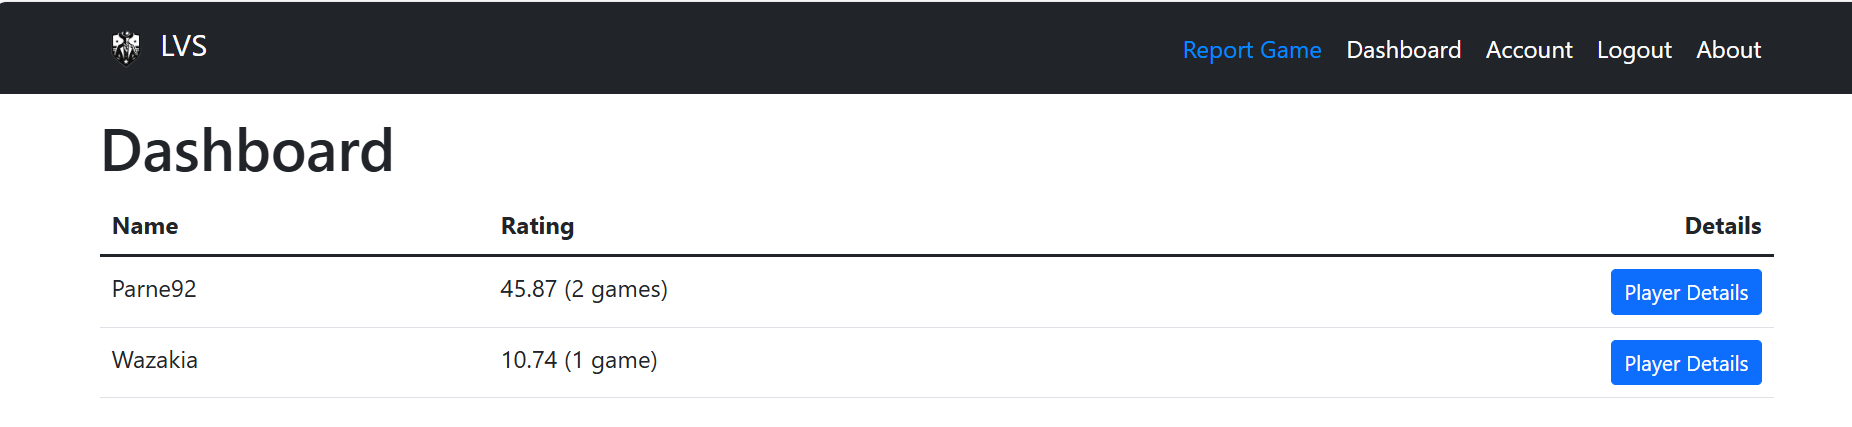 LVS Report Game Dashboard Account Logout About
Dashboard
Name Rating Details
Parne92 45.87 (2 games) Player Details
Wazakia 10.74 (1 game) Player Details